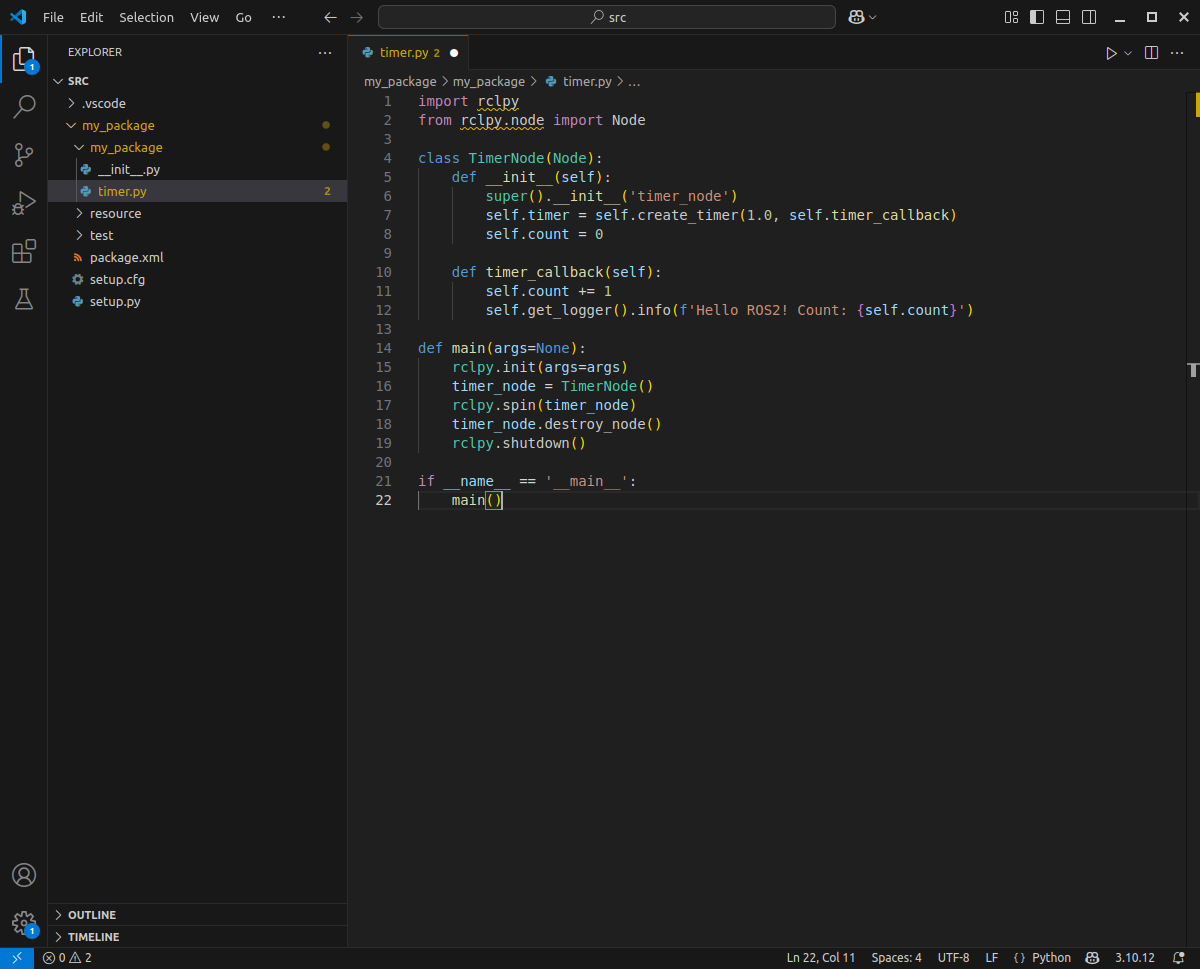 File Edit Selection View Go ···
src
EXPLORER ···
SRC
.vscode
my_package
my_package
__init__.py
timer.py 2
resource
test
package.xml
setup.cfg
setup.py
OUTLINE
TIMELINE
1
1
timer.py 2
my_package > my_package > timer.py > ...
1 import rclpy
2 from rclpy.node import Node
3
4 class TimerNode(Node):
5     def __init__(self):
6         super().__init__('timer_node')
7         self.timer = self.create_timer(1.0, self.timer_callback)
8         self.count = 0
9
10     def timer_callback(self):
11         self.count += 1
12         self.get_logger().info(f'Hello ROS2! Count: {self.count}')
13
14 def main(args=None):
15     rclpy.init(args=args)
16     timer_node = TimerNode()
17     rclpy.spin(timer_node)
18     timer_node.destroy_node()
19     rclpy.shutdown()
20
21 if __name__ == '__main__':
22     main()
0 2 Ln 22, Col 11 Spaces: 4 UTF-8 LF {} Python 3.10.12